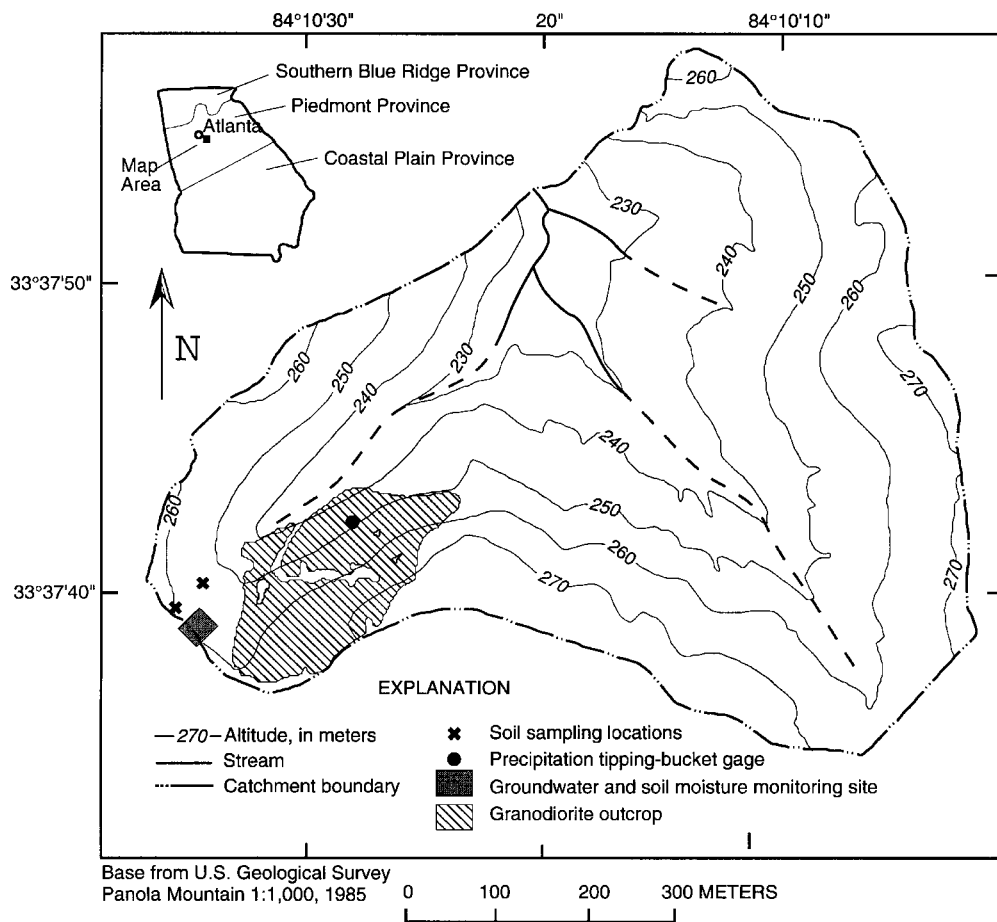 84°10'30"
20"
84°10'10"
Southern Blue Ridge Province
Piedmont Province
Atlanta
Map
Area
Coastal Plain Province
260
230
33°37'50"
240
250
260
N
260
250
240
230
270
240
260
250
260
270
270
33°37'40"
EXPLANATION
—270— Altitude, in meters
Stream
Catchment boundary
Soil sampling locations
Precipitation tipping-bucket gage
Groundwater and soil moisture monitoring site
Granodiorite outcrop
Base from U.S. Geological Survey
Panola Mountain 1:1,000, 1985
0 100 200 300 METERS